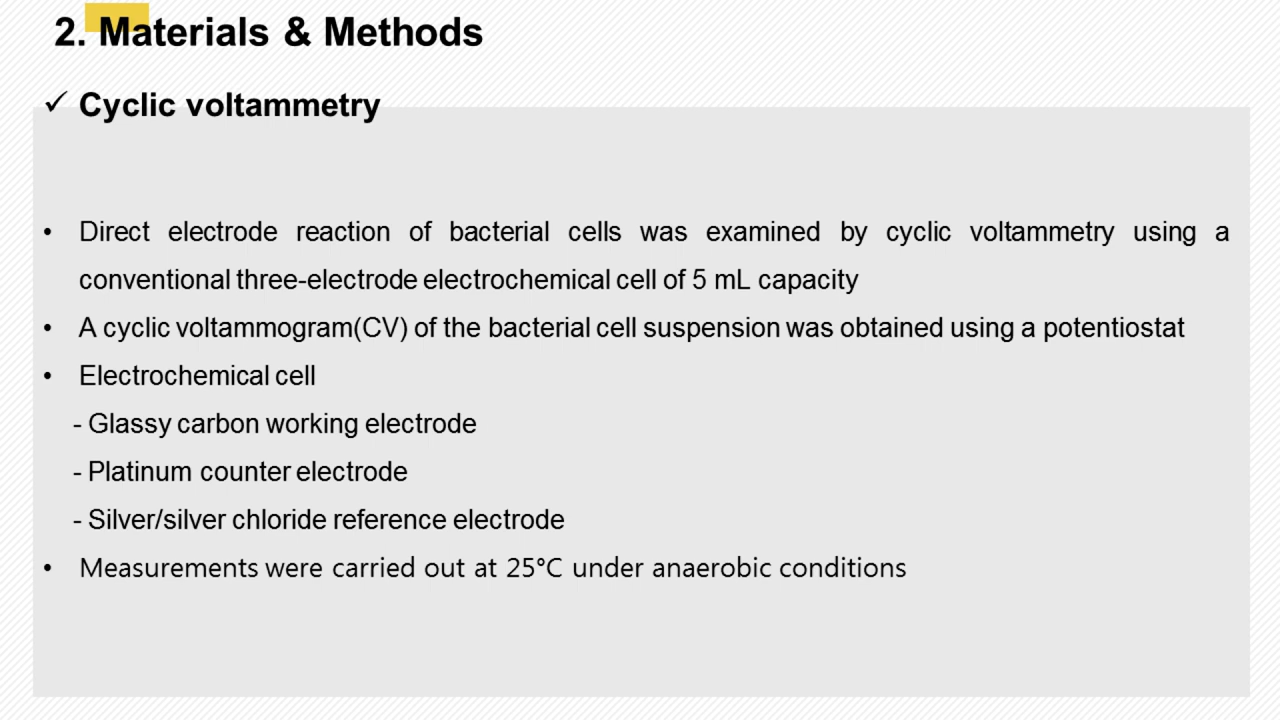 2. Materials & Methods
✓ Cyclic voltammetry
• Direct electrode reaction of bacterial cells was examined by cyclic voltammetry using a
conventional three-electrode electrochemical cell of 5 mL capacity
• A cyclic voltammogram(CV) of the bacterial cell suspension was obtained using a potentiostat
• Electrochemical cell
- Glassy carbon working electrode
- Platinum counter electrode
- Silver/silver chloride reference electrode
• Measurements were carried out at 25°C under anaerobic conditions